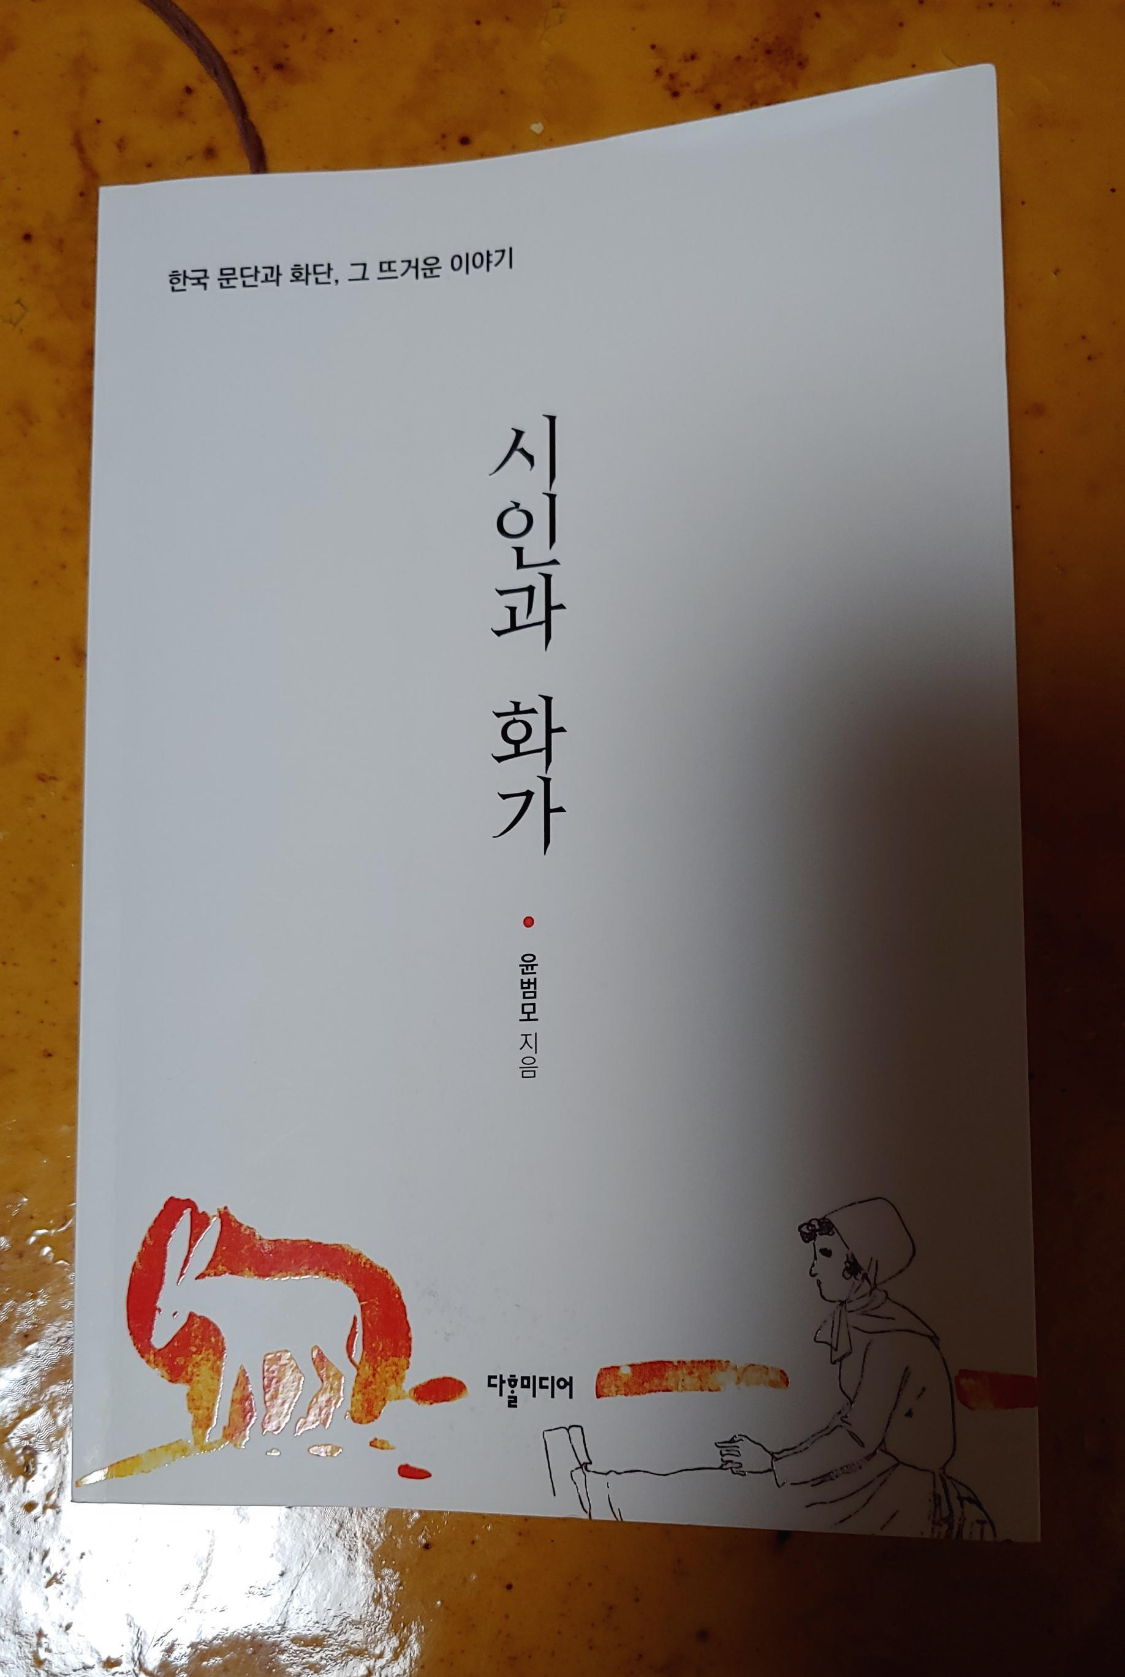 한국 문단과 화단, 그 뜨거운 이야기
시인과 화가
윤범모 지음
다할미디어